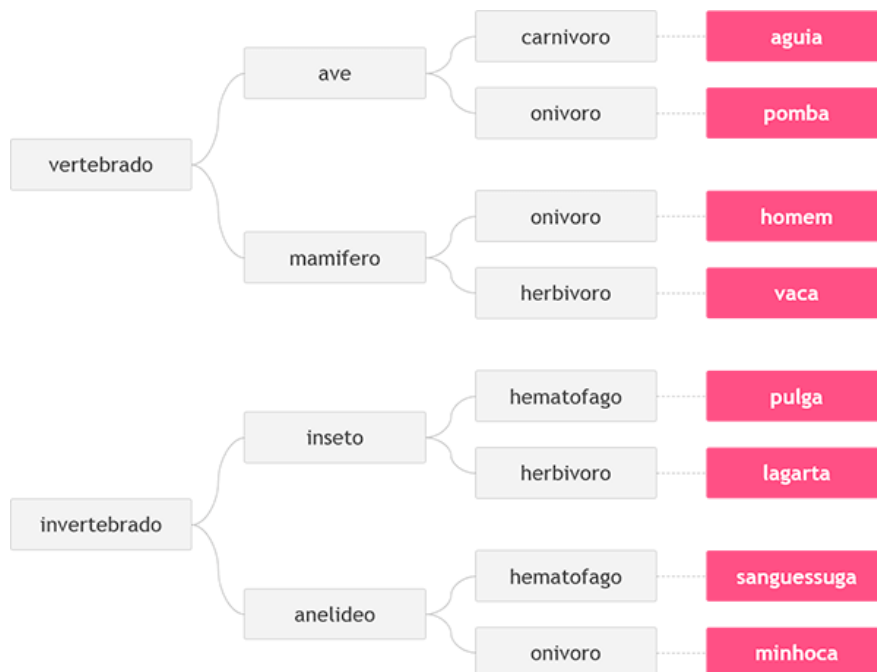 carnivoro
aguia
ave
onivoro
pomba
vertebrado
onivoro
homem
mamifero
herbivoro
vaca
hematofago
pulga
inseto
herbivoro
lagarta
invertebrado
hematofago
sanguessuga
anelideo
onivoro
minhoca